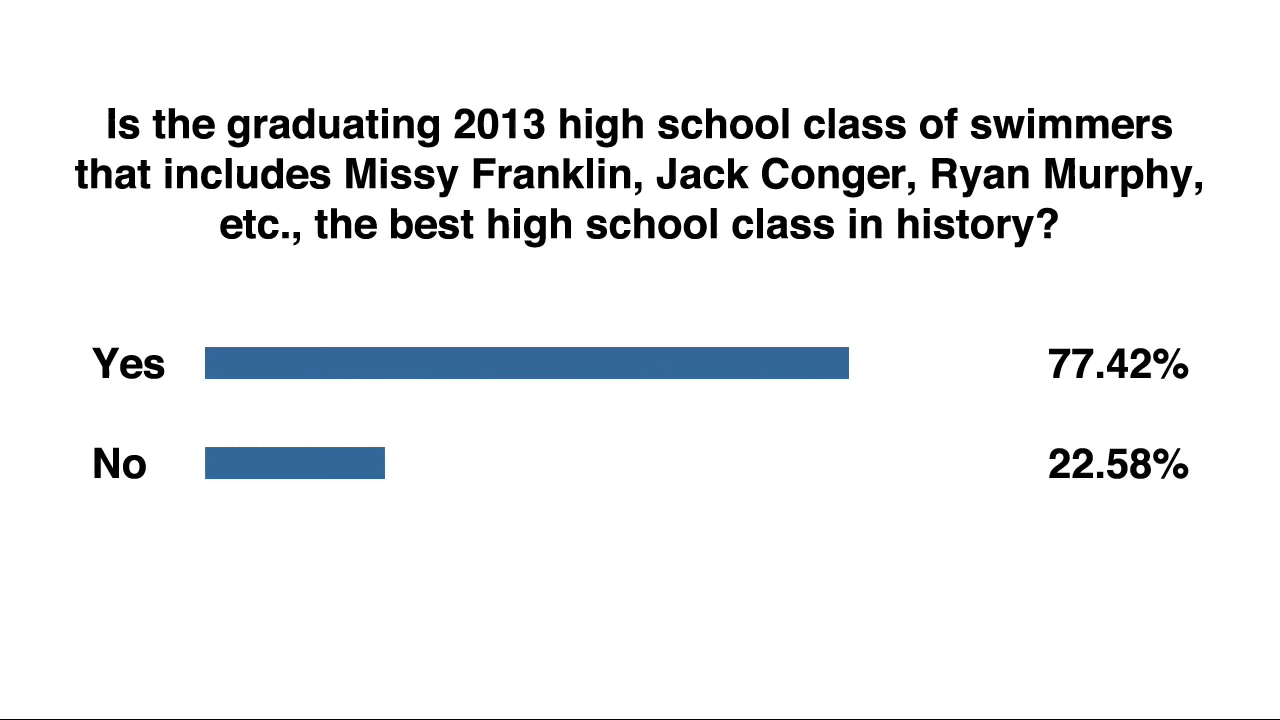 Is the graduating 2013 high school class of swimmers
that includes Missy Franklin, Jack Conger, Ryan Murphy,
etc., the best high school class in history?
Yes 77.42%
No 22.58%